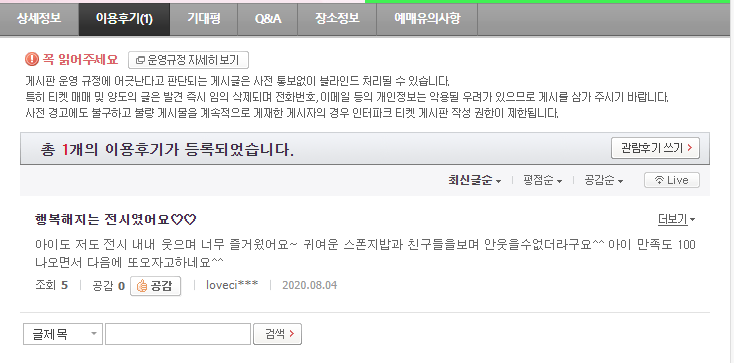 상세정보 이용후기(1) 기대평 Q&A 장소정보 예매유의사항
꼭 읽어주세요 운영규정 자세히 보기
게시판 운영 규정에 어긋난다고 판단되는 게시글은 사전 통보없이 블라인드 처리될 수 있습니다.
특히 티켓 매매 및 양도의 글은 발견 즉시 임의 삭제되며 전화번호, 이메일 등의 개인정보는 악용될 우려가 있으므로 게시를 삼가 주시기 바랍니다.
사전 경고에도 불구하고 불량 게시물을 계속적으로 게재한 게시자의 경우 인터파크 티켓 게시판 작성 권한이 제한됩니다.
총 1개의 이용후기가 등록되었습니다. 관람후기 쓰기
최신글순 평점순 공감순 Live
행복해지는 전시였어요♡♡ 더보기
아이도 저도 전시 내내 웃으며 너무 즐거웠어요~ 귀여운 스폰지밥과 친구들을보며 안웃을수없더라구요^^ 아이 만족도 100
나오면서 다음에 또오자고하네요^^
조회 5 공감 0 공감 loveci*** 2020.08.04
글제목 검색